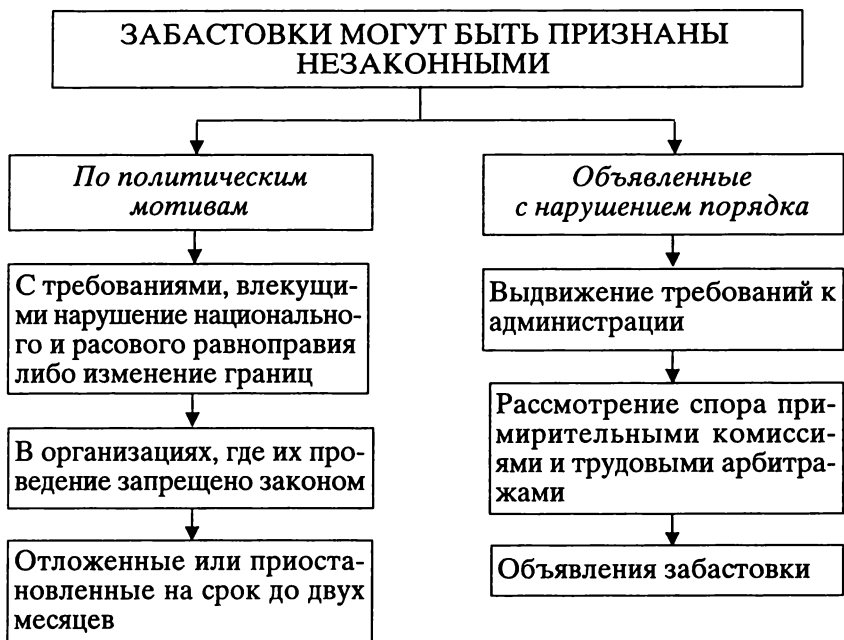 ЗАБАСТОВКИ МОГУТ БЫТЬ ПРИЗНАНЫ
НЕЗАКОННЫМИ
По политическим
мотивам
С требованиями, влекущи-
ми нарушение национально-
го и расового равноправия
либо изменение границ
В организациях, где их про-
ведение запрещено законом
Отложенные или приоста-
новленные на срок до двух
месяцев
Объявленные
с нарушением порядка
Выдвижение требований к
администрации
Рассмотрение спора при-
мирительными комисси-
ями и трудовыми арбитра-
жами
Объявления забастовки